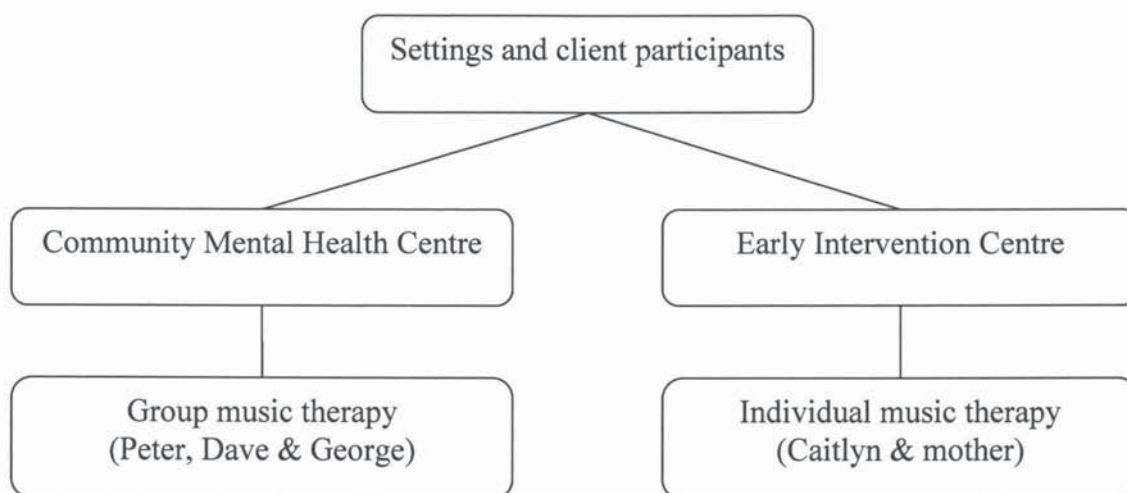 Settings and client participants
Community Mental Health Centre
Early Intervention Centre
Group music therapy
(Peter, Dave & George)
Individual music therapy
(Caitlyn & mother)